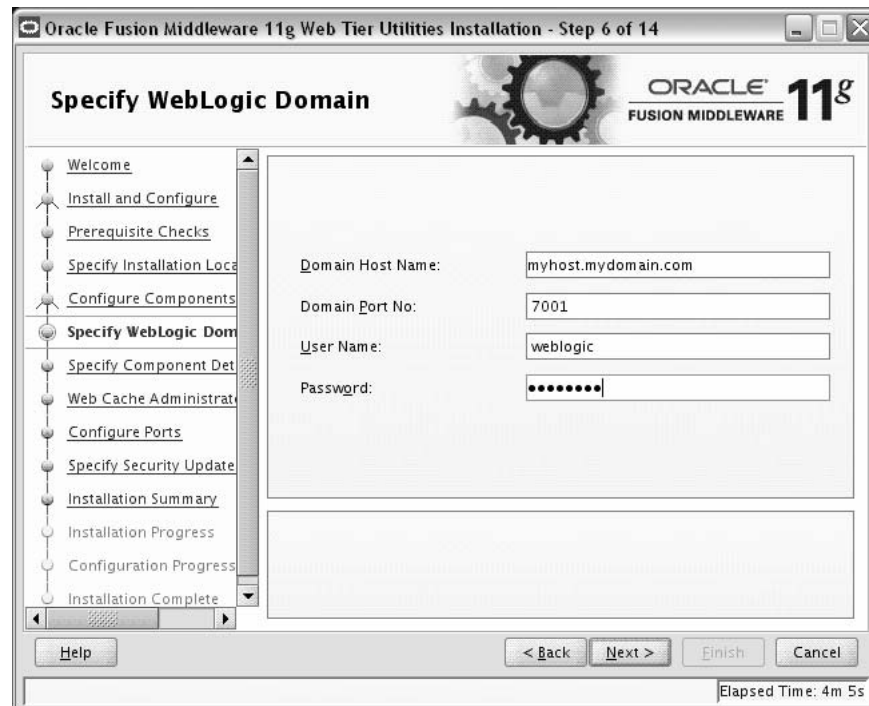 Oracle Fusion Middleware 11g Web Tier Utilities Installation - Step 6 of 14
Specify WebLogic Domain
ORACLE
FUSION MIDDLEWARE
11g
Welcome
Install and Configure
Prerequisite Checks
Specify Installation Loca
Configure Components
Specify WebLogic Dom
Specify Component Det
Web Cache Administrat
Configure Ports
Specify Security Update
Installation Summary
Installation Progress
Configuration Progress
Installation Complete
Domain Host Name: myhost.mydomain.com
Domain Port No: 7001
User Name: weblogic
Password: ●●●●●●●●
Help < Back Next > Finish Cancel
Elapsed Time: 4m 5s